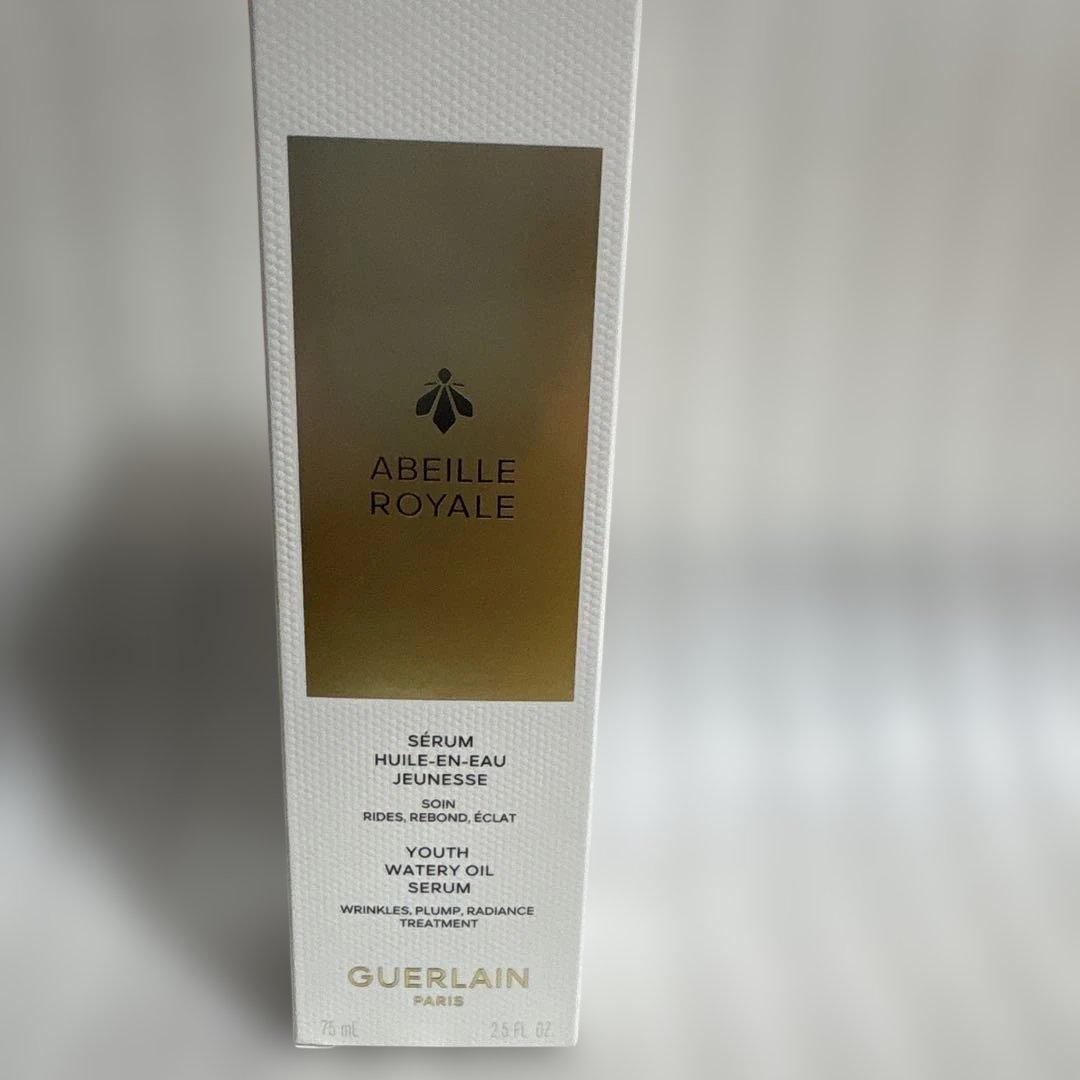 ABEILLE
ROYALE
SÉRUM
HUILE-EN-EAU
JEUNESSE
SOIN
RIDES, REBOND, ÉCLAT
YOUTH
WATERY OIL
SERUM
WRINKLES, PLUMP, RADIANCE
TREATMENT
GUERLAIN
PARIS
75 mL 2.5 FL. OZ.